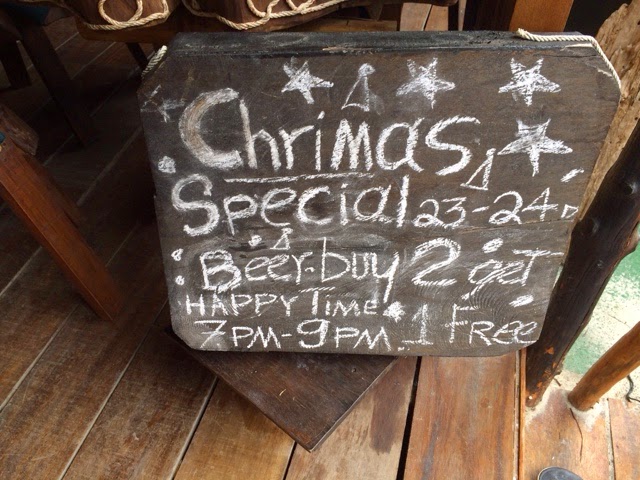 Chrimas
Special 23-24
Beer-buy 2 get
HAPPY TIME 1 Free
7PM-9PM